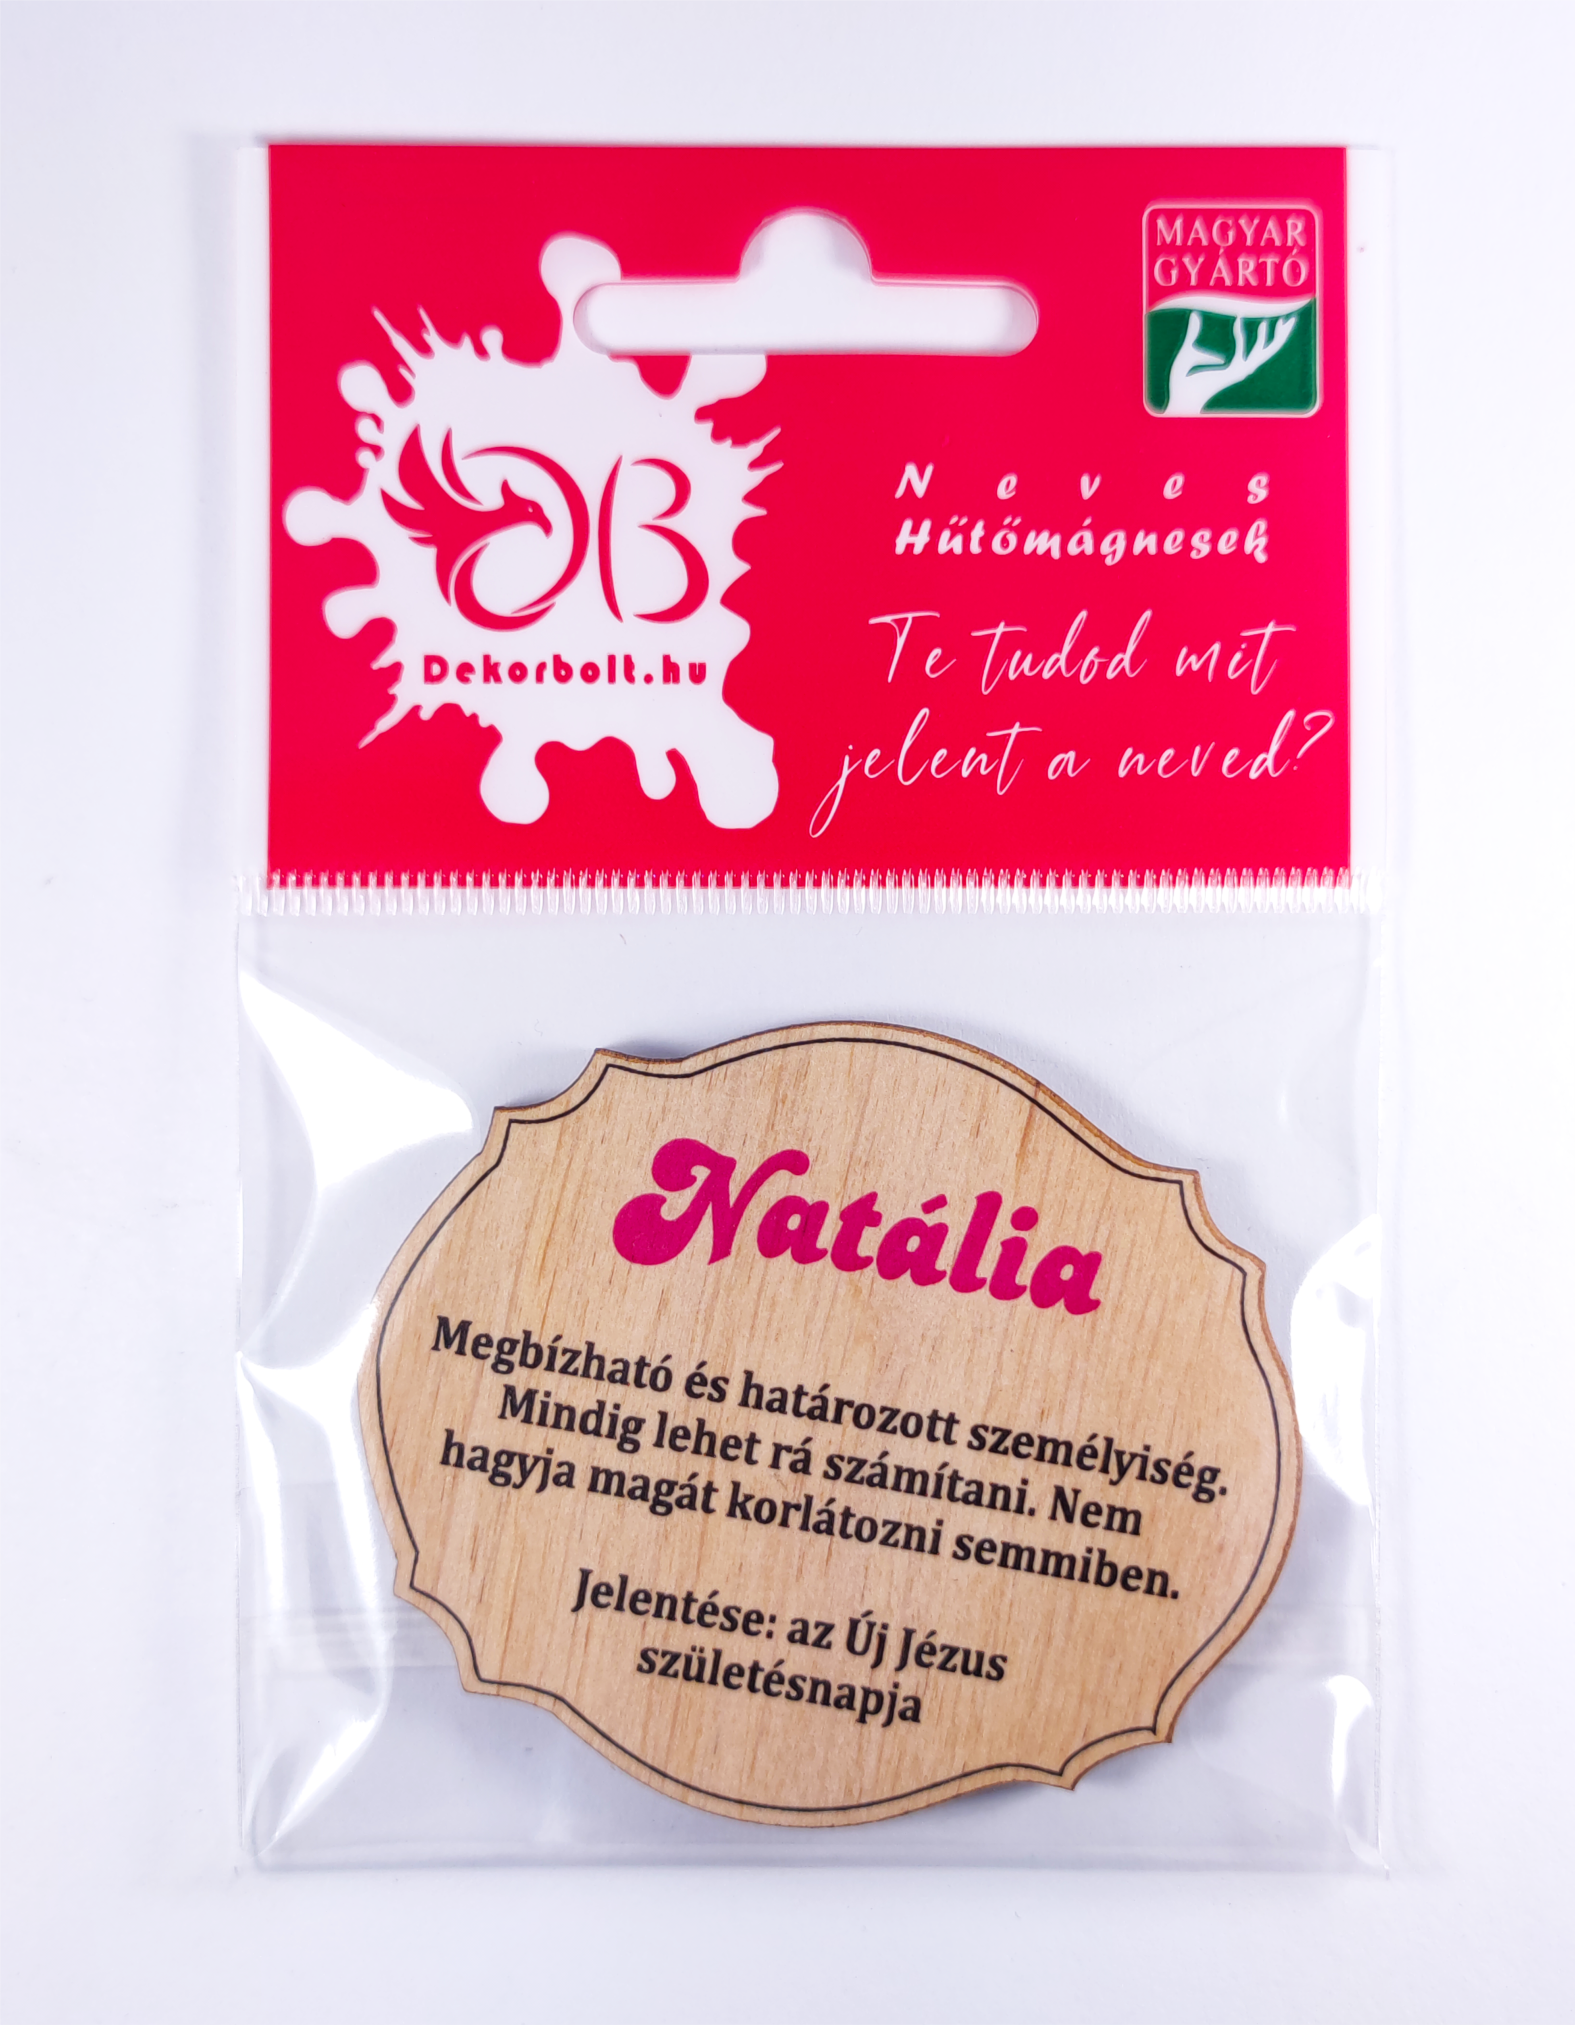 MAGYAR
GYÁRTÓ
DB
Dekorbolt.hu
Neves
Hűtőmágnesek
Te tudod mit
jelent a neved?
Natália
Megbízható és határozott személyiség.
Mindig lehet rá számítani. Nem
hagyja magát korlátozni semmiben.
Jelentése: az Új Jézus
születésnapja